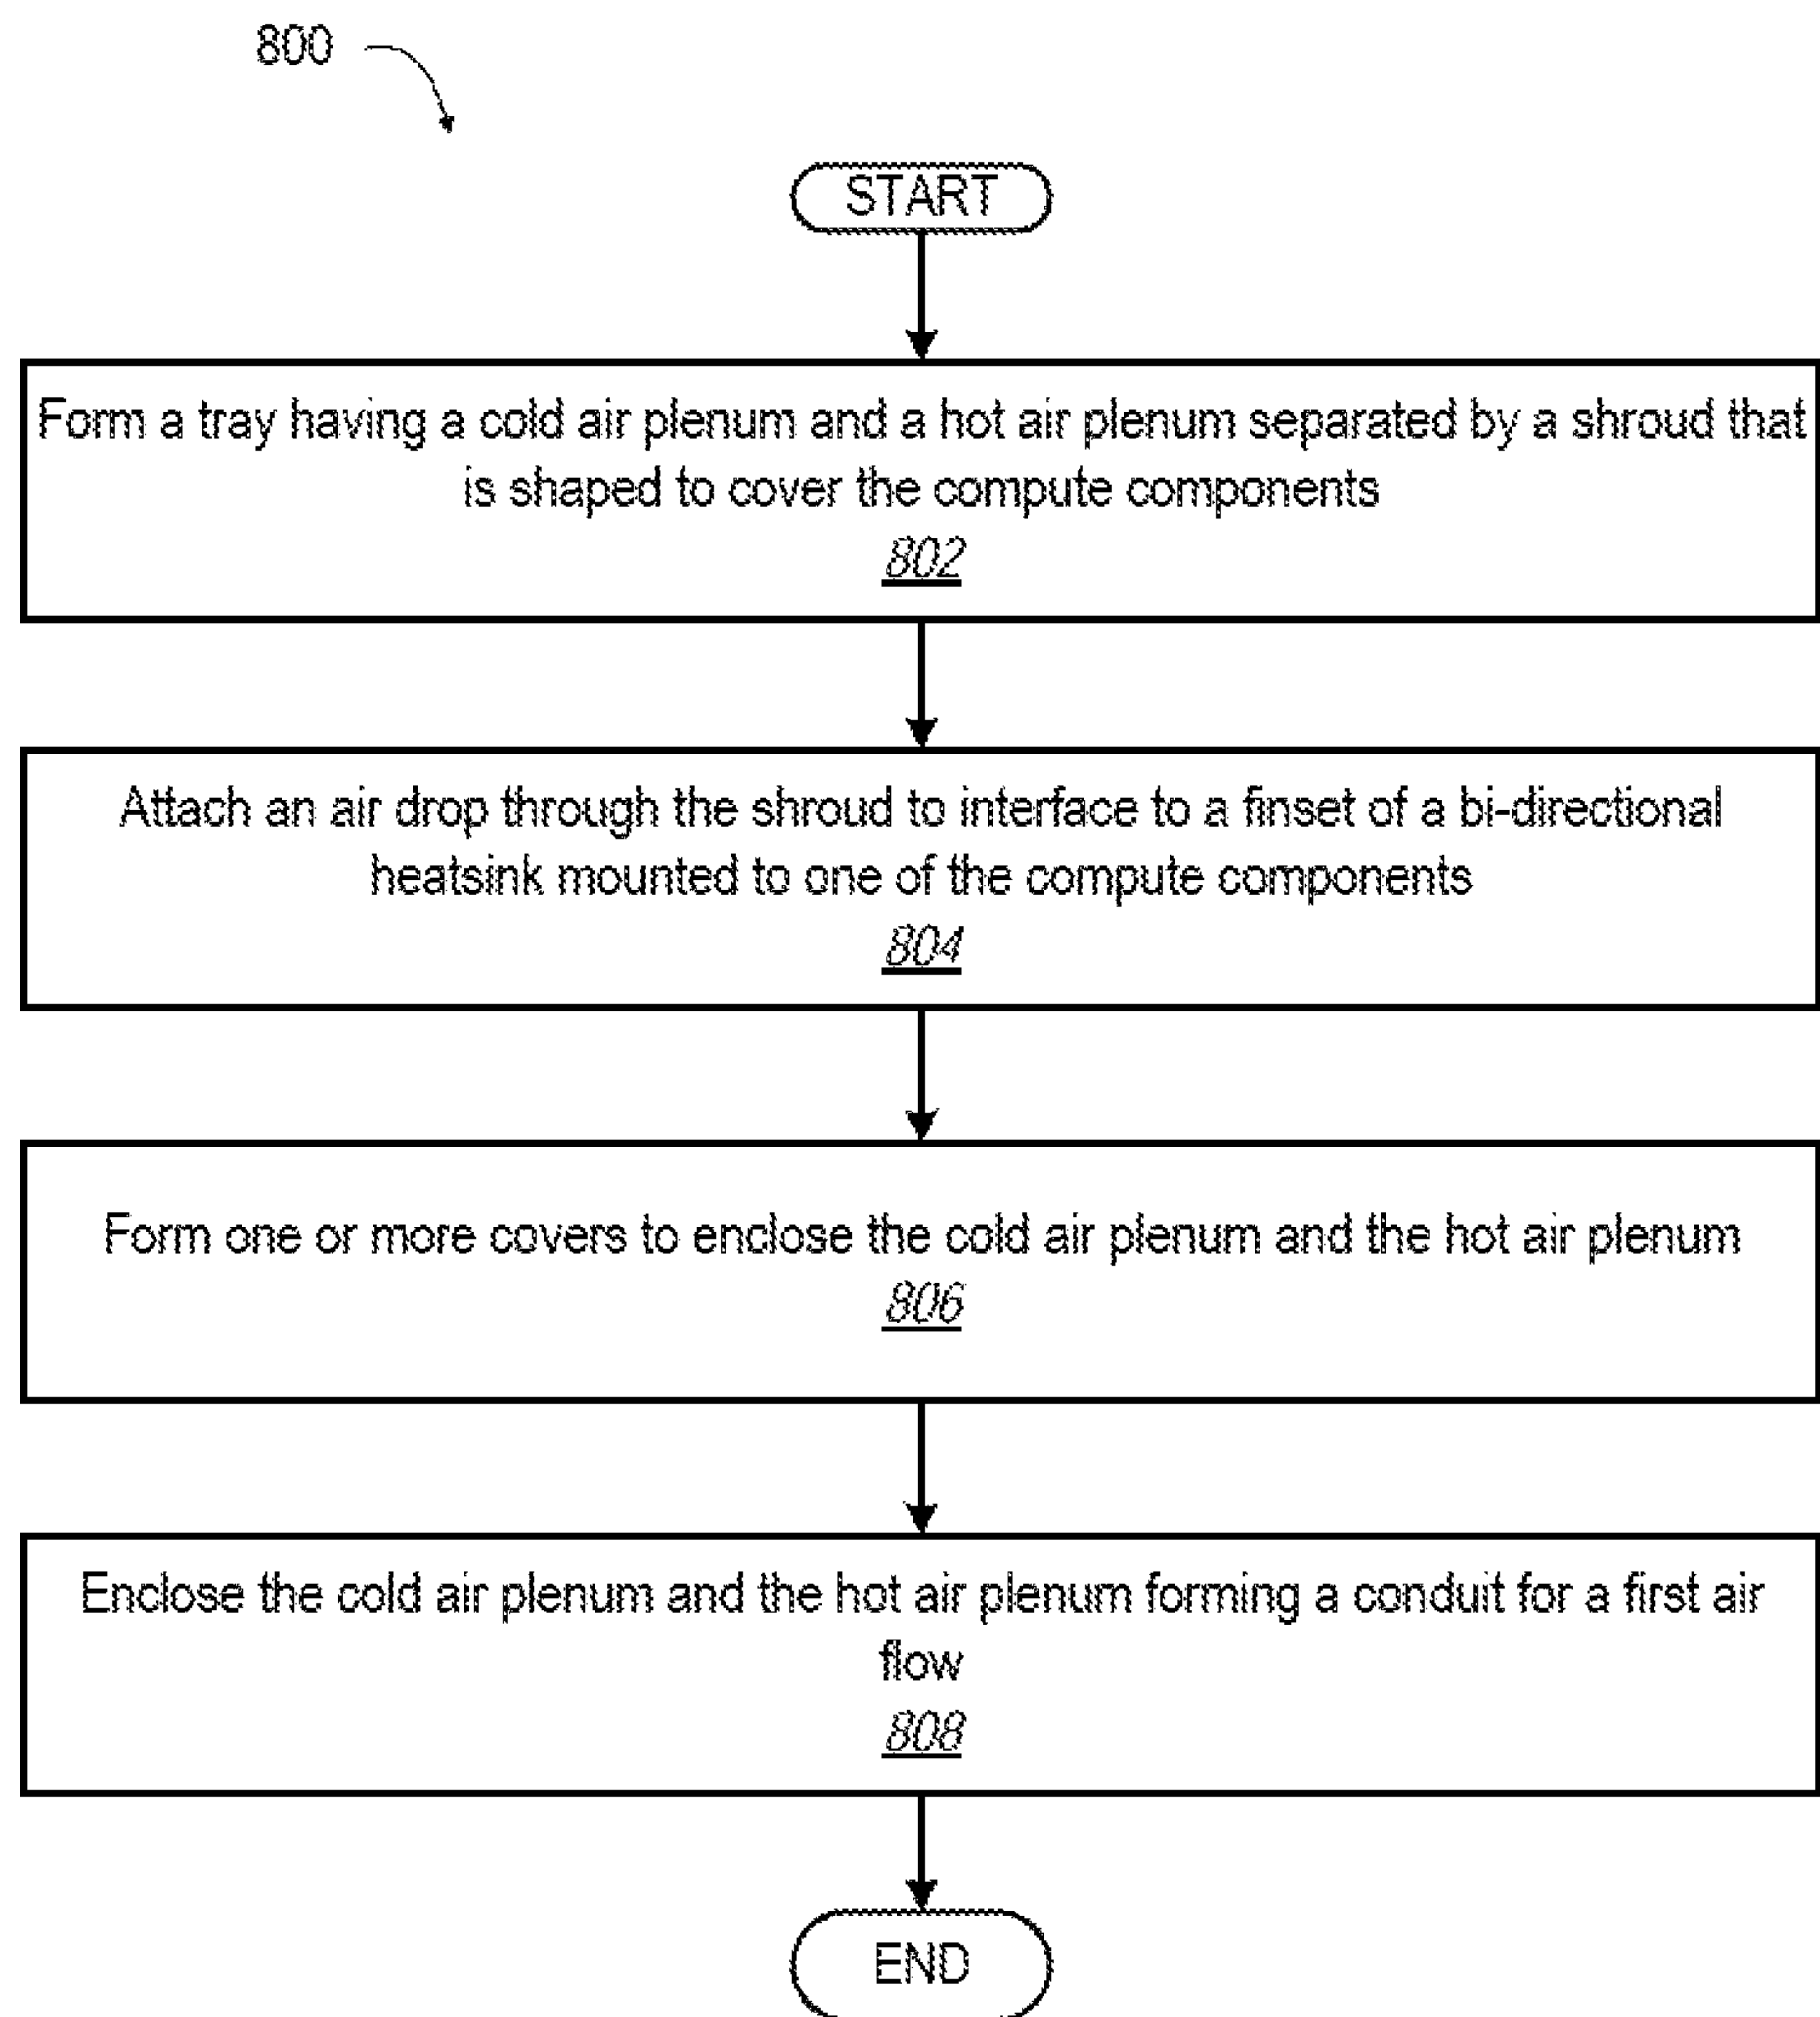 800
START
Form a tray having a cold air plenum and a hot air plenum separated by a shroud that
is shaped to cover the compute components
802
Attach an air drop through the shroud to interface to a finset of a bi-directional
heatsink mounted to one of the compute components
804
Form one or more covers to enclose the cold air plenum and the hot air plenum
806
Enclose the cold air plenum and the hot air plenum forming a conduit for a first air
flow
808
END